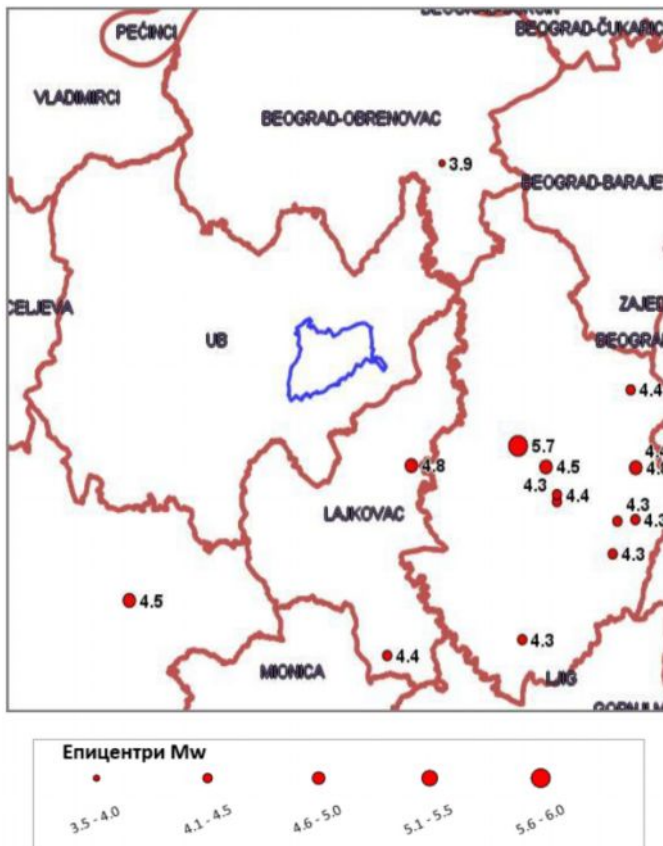 PEĆINCI
BEOGRAD-ČUKARIC
VLADIMIRCI
BEOGRAD-OBRENOVAC
3.9
BEOGRAD-BARAJE
CELJEVA
ZAJED
UB
BEOGRA
4.4
5.7
4.4
4.8
4.5
4.3
4.4
4.3
LAJKOVAC
4.3
4.3
4.5
4.3
4.4
MIONICA
LJIG
Епицентри Mw
3.5 - 4.0
4.1 - 4.5
4.6 - 5.0
5.1 - 5.5
5.6 - 6.0